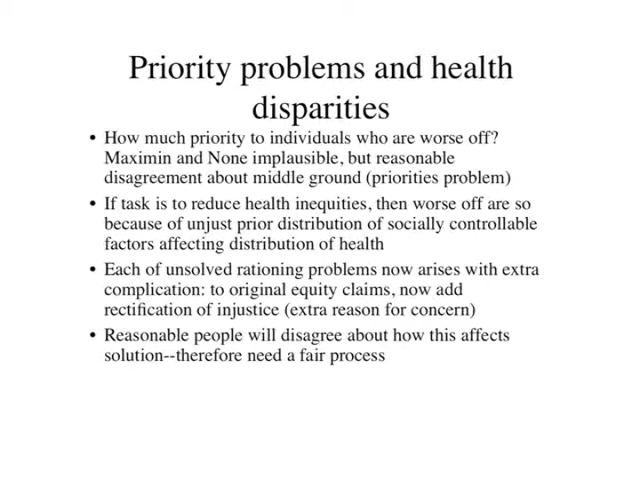 Priority problems and health
disparities
• How much priority to individuals who are worse off?
Maximin and None implausible, but reasonable
disagreement about middle ground (priorities problem)
• If task is to reduce health inequities, then worse off are so
because of unjust prior distribution of socially controllable
factors affecting distribution of health
• Each of unsolved rationing problems now arises with extra
complication: to original equity claims, now add
rectification of injustice (extra reason for concern)
• Reasonable people will disagree about how this affects
solution--therefore need a fair process